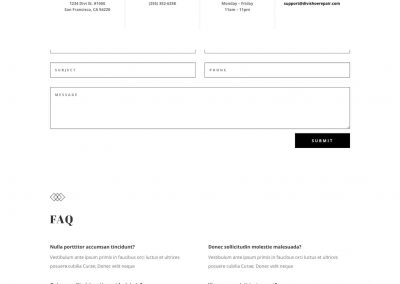 1234 Divi St. #1000
(255) 352-6258
Monday - Friday
support@divishoerepair.com
San Francisco, CA 94220
11am - 11pm
SUBJECT
PHONE
MESSAGE
SUBMIT
FAQ
Nulla porttitor accumsan tincidunt?
Donec sollicitudin molestie malesuada?
Vestibulum ante ipsum primis in faucibus orci luctus et ultrices
Vestibulum ante ipsum primis in faucibus orci luctus et ultrices
posuere cubilia Curae; Donec velit neque
posuere cubilia Curae; Donec velit neque